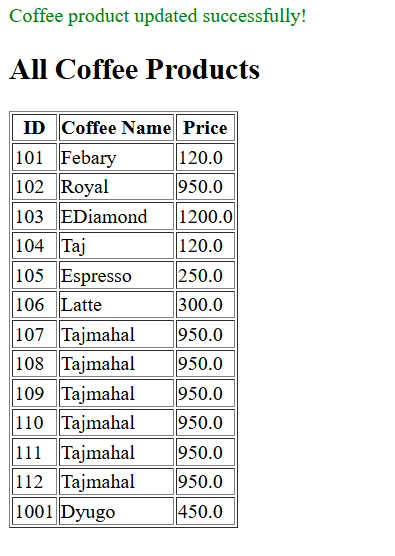 Coffee product updated successfully!
All Coffee Products
ID Coffee Name Price
101 Febary 120.0
102 Royal 950.0
103 EDiamond 1200.0
104 Taj 120.0
105 Espresso 250.0
106 Latte 300.0
107 Tajmahal 950.0
108 Tajmahal 950.0
109 Tajmahal 950.0
110 Tajmahal 950.0
111 Tajmahal 950.0
112 Tajmahal 950.0
1001 Dyugo 450.0